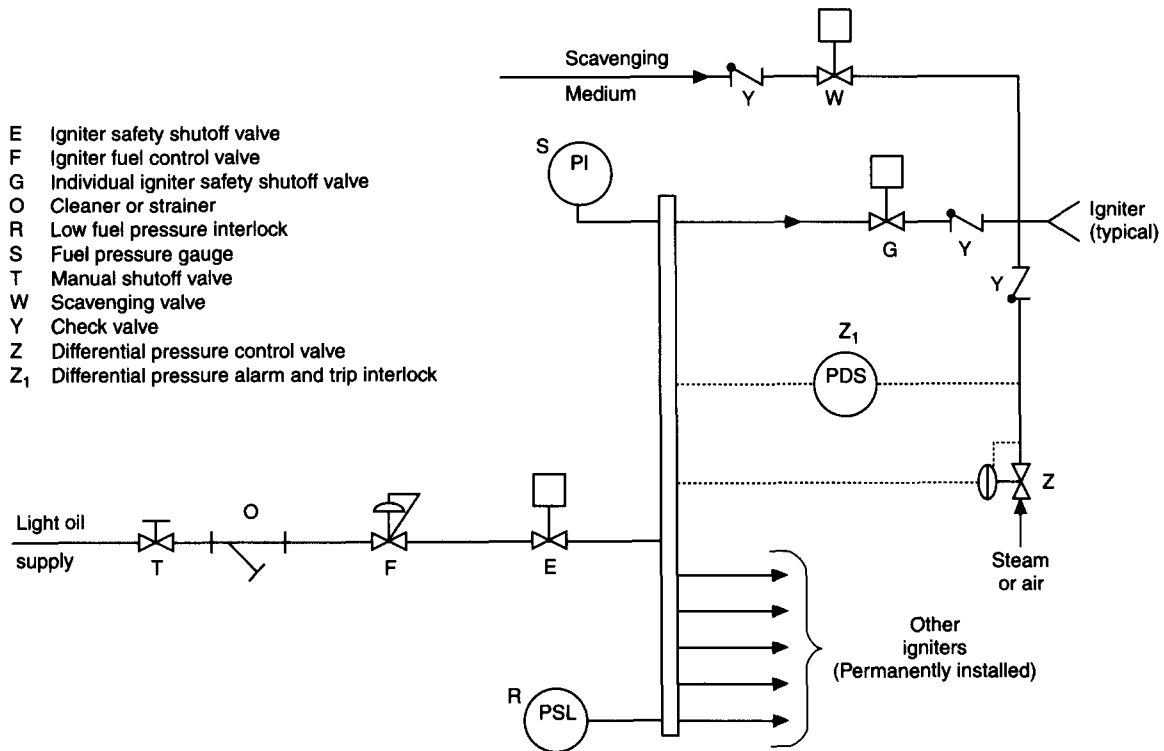 Scavenging
Medium
Y
W
E Igniter safety shutoff valve
F Igniter fuel control valve
G Individual igniter safety shutoff valve
O Cleaner or strainer
R Low fuel pressure interlock
S Fuel pressure gauge
T Manual shutoff valve
W Scavenging valve
Y Check valve
Z Differential pressure control valve
Z₁ Differential pressure alarm and trip interlock
S
PI
G
Y
Igniter
(typical)
Y
Z₁
PDS
Z
Steam
or air
Light oil
supply
T
O
F
E
Other
igniters
(Permanently installed)
R
PSL